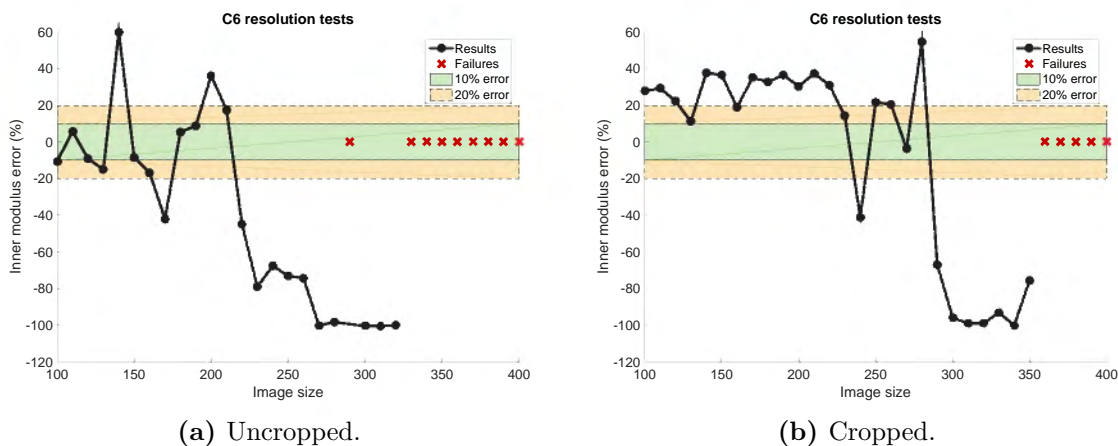 C6 resolution tests
60
40
20
0
-20
-40
-60
-80
-100
-120
Inner modulus error (%)
100 150 200 250 300 350 400
Image size
Results
Failures
10% error
20% error
(a) Uncropped.
C6 resolution tests
60
40
20
0
-20
-40
-60
-80
-100
-120
Inner modulus error (%)
100 150 200 250 300 350 400
Image size
Results
Failures
10% error
20% error
(b) Cropped.